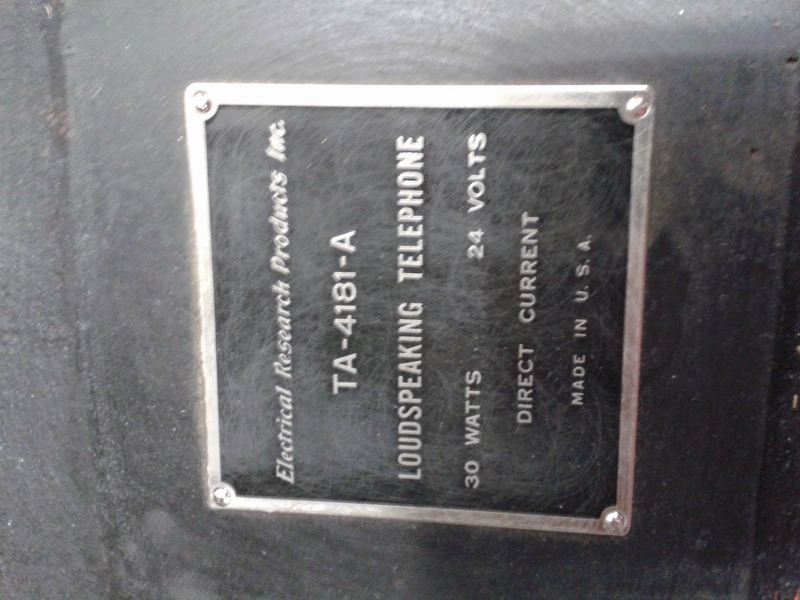 Electrical Research Products Inc.
TA-4181-A
LOUDSPEAKING TELEPHONE
30 WATTS 24 VOLTS
DIRECT CURRENT
MADE IN U.S.A.